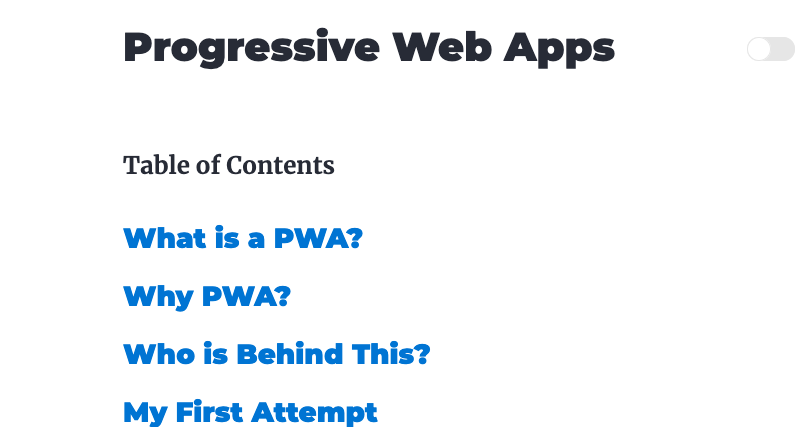 Progressive Web Apps
Table of Contents
What is a PWA?
Why PWA?
Who is Behind This?
My First Attempt